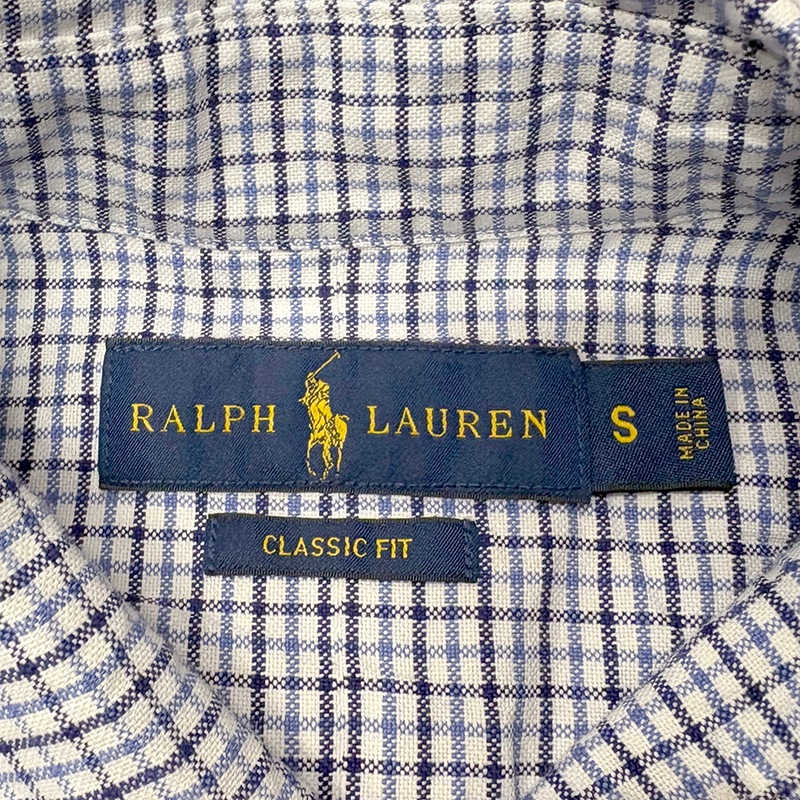 RALPH LAUREN
S
MADE IN
CHINA
CLASSIC FIT